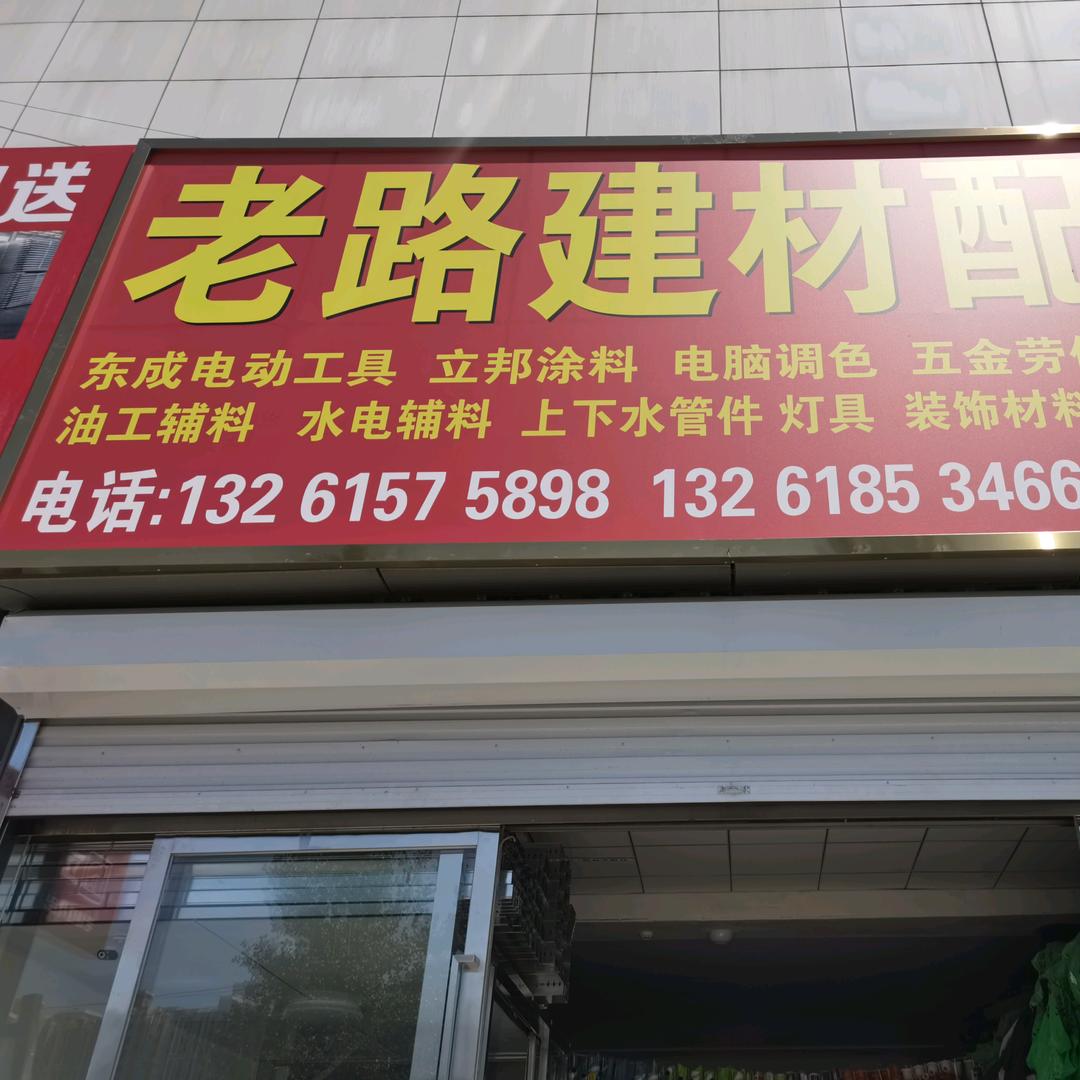 送
老路建材配
东成电动工具 立邦涂料 电脑调色 五金劳
油工辅料 水电辅料 上下水管件 灯具 装饰材料
电话:132 6157 5898 132 6185 3466